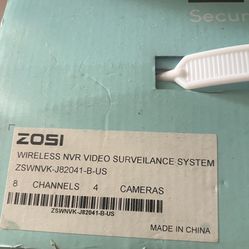 Secur
ZOSI
WIRELESS NVR VIDEO SURVEILANCE SYSTEM
ZSWNVK-J82041-B-US
8 CHANNELS 4 CAMERAS
ZSWNVK-J82041-B-US
MADE IN CHINA